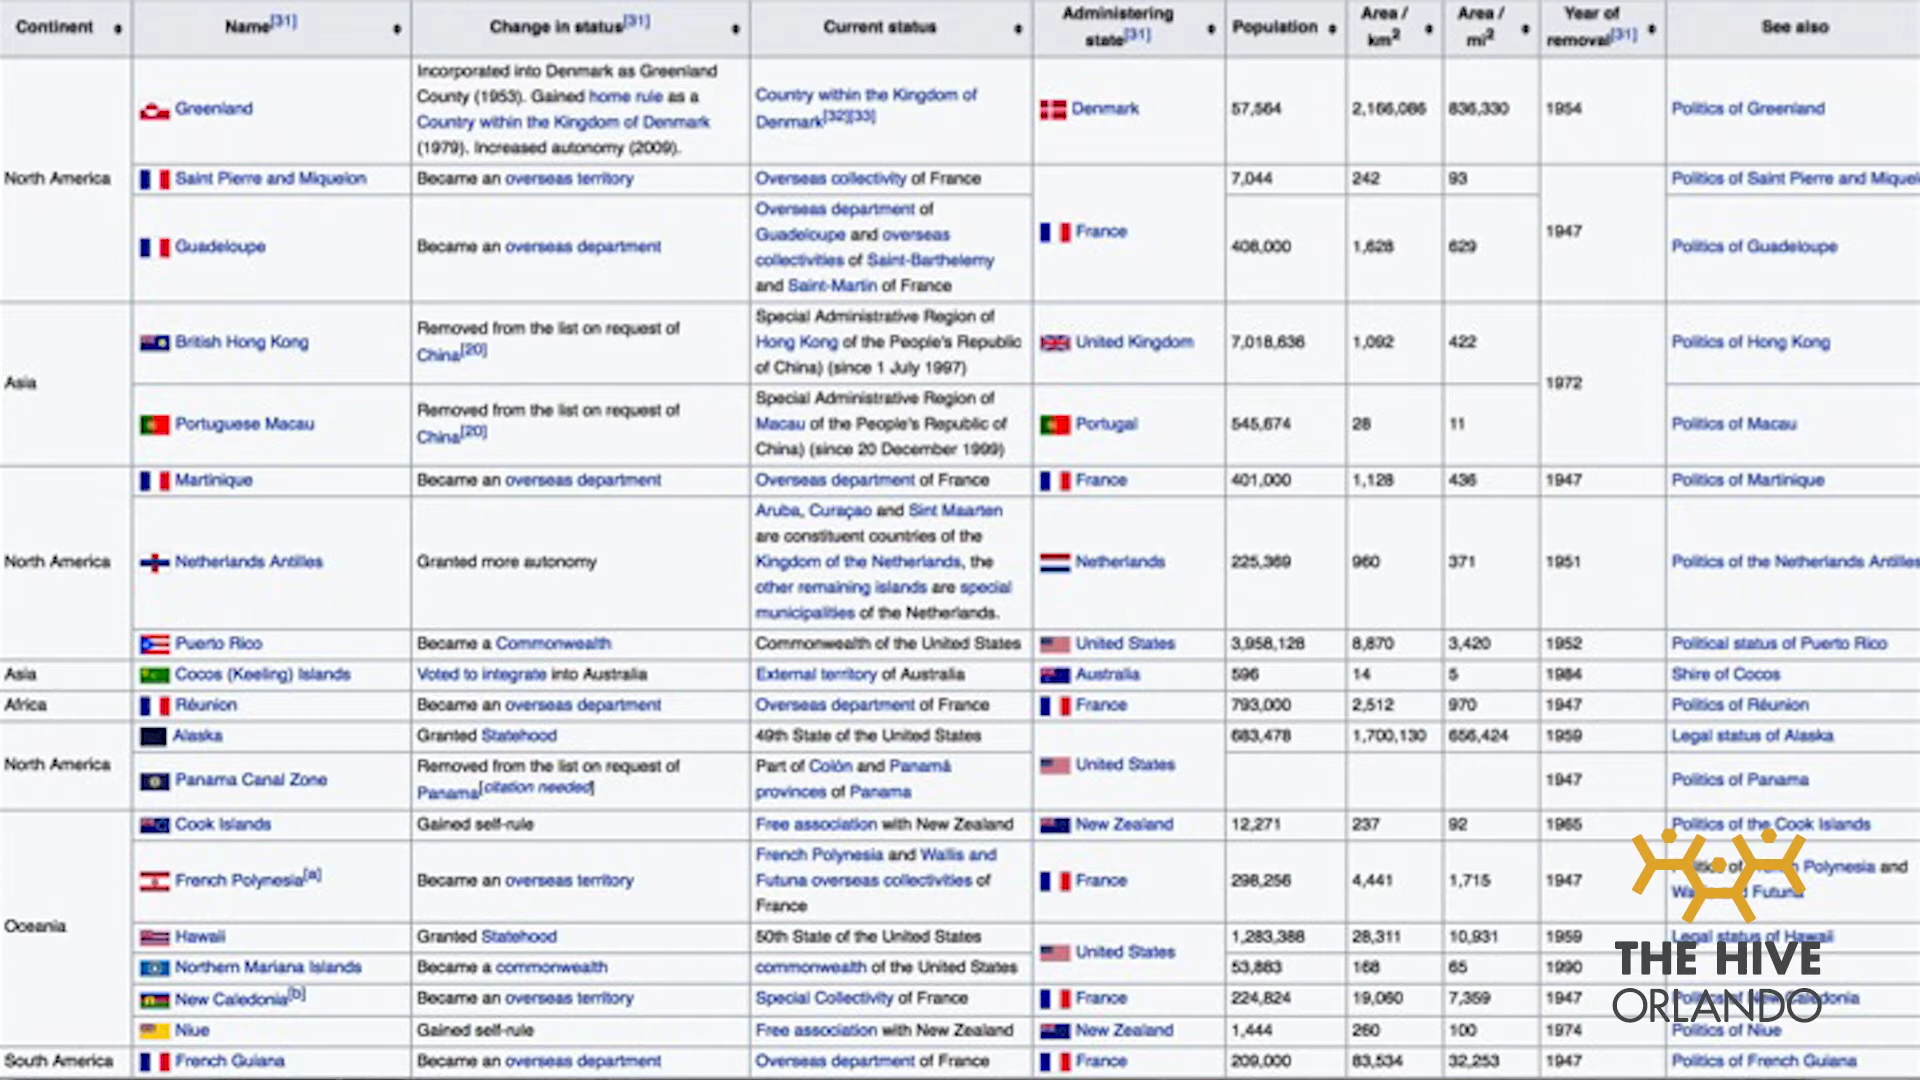 Continent Name[31] Change in status[31] Current status Administering state[31] Population Area / km² Area / mi² Year of removal[31] See also
North America
Greenland
Incorporated into Denmark as Greenland
County (1953). Gained home rule as a
Country within the Kingdom of Denmark
(1979). Increased autonomy (2009).
Country within the Kingdom of
Denmark[32][33]
Denmark 57,564 2,166,086 836,330 1954 Politics of Greenland
Saint Pierre and Miquelon Became an overseas territory Overseas collectivity of France France 7,044 242 93 1947 Politics of Saint Pierre and Miquel
Guadeloupe Became an overseas department
Overseas department of
Guadeloupe and overseas
collectivities of Saint-Barthelemy
and Saint-Martin of France
408,000 1,628 629 Politics of Guadeloupe
Asia
British Hong Kong
Removed from the list on request of
China[20]
Special Administrative Region of
Hong Kong of the People's Republic
of China) (since 1 July 1997)
United Kingdom 7,018,636 1,092 422 1972 Politics of Hong Kong
Portuguese Macau
Removed from the list on request of
China[20]
Special Administrative Region of
Macau of the People's Republic of
China) (since 20 December 1999)
Portugal 545,674 28 11 Politics of Macau
North America
Martinique Became an overseas department Overseas department of France France 401,000 1,128 436 1947 Politics of Martinique
Netherlands Antilles Granted more autonomy
Aruba, Curaçao and Sint Maarten
are constituent countries of the
Kingdom of the Netherlands, the
other remaining islands are special
municipalities of the Netherlands.
Netherlands 225,369 960 371 1951 Politics of the Netherlands Antilles
Puerto Rico Became a Commonwealth Commonwealth of the United States United States 3,958,128 8,870 3,420 1952 Political status of Puerto Rico
Asia Cocos (Keeling) Islands Voted to integrate into Australia External territory of Australia Australia 596 14 5 1984 Shire of Cocos
Africa Réunion Became an overseas department Overseas department of France France 793,000 2,512 970 1947 Politics of Réunion
North America
Alaska Granted Statehood 49th State of the United States United States 683,478 1,700,130 656,424 1959 Legal status of Alaska
Panama Canal Zone
Removed from the list on request of
Panama[citation needed]
Part of Colón and Panamá
provinces of Panama
1947 Politics of Panama
Oceania
Cook Islands Gained self-rule Free association with New Zealand New Zealand 12,271 237 92 1965 Politics of the Cook Islands
French Polynesia[a] Became an overseas territory
French Polynesia and Wallis and
Futuna overseas collectivities of
France
France 298,256 4,441 1,715 1947
of Polynesia and
Futuna
Hawaii Granted Statehood 50th State of the United States United States 1,283,388 28,311 10,931 1959 Legal status of Hawaii
Northern Mariana Islands Became a commonwealth commonwealth of the United States 53,883 168 65 1990
New Caledonia[b] Became an overseas territory Special Collectivity of France France 224,824 19,060 7,359 1947 Politics of New Caledonia
Niue Gained self-rule Free association with New Zealand New Zealand 1,444 260 100 1974 Politics of Niue
South America French Guiana Became an overseas department Overseas department of France France 209,000 83,534 32,253 1947 Politics of French Guiana
THE HIVE
ORLANDO